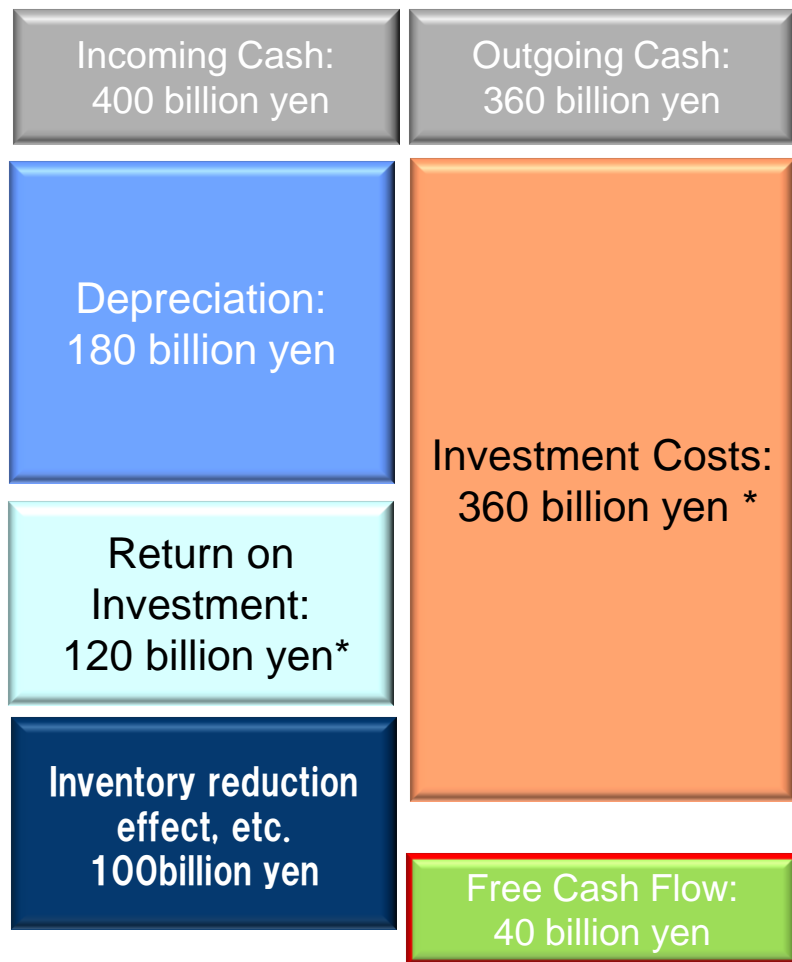 Incoming Cash:
400 billion yen
Outgoing Cash:
360 billion yen
Depreciation:
180 billion yen
Return on
Investment:
120 billion yen*
Inventory reduction
effect, etc.
100billion yen
Investment Costs:
360 billion yen *
Free Cash Flow:
40 billion yen